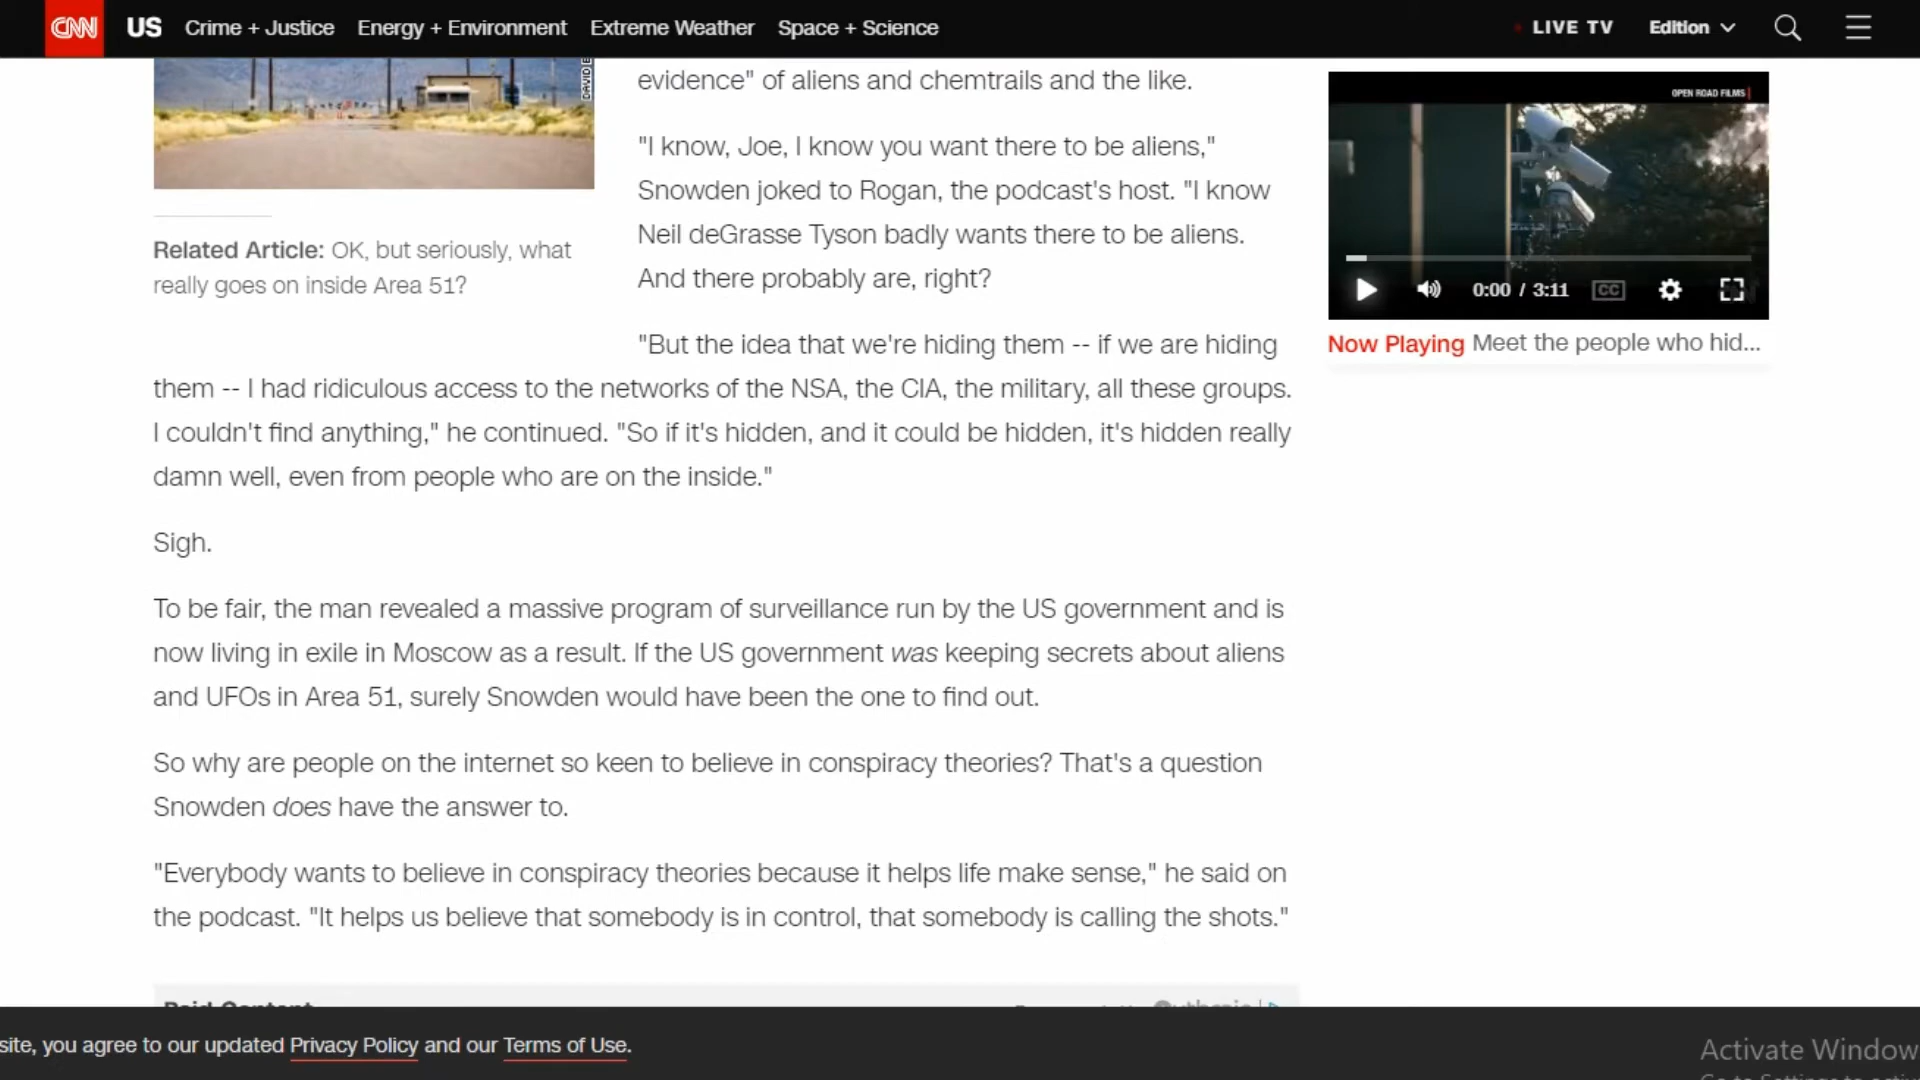 CNN US Crime + Justice Energy + Environment Extreme Weather Space + Science LIVE TV Edition
DAVID B
Related Article: OK, but seriously, what
really goes on inside Area 51?
evidence" of aliens and chemtrails and the like.
"I know, Joe, I know you want there to be aliens,"
Snowden joked to Rogan, the podcast's host. "I know
Neil deGrasse Tyson badly wants there to be aliens.
And there probably are, right?
"But the idea that we're hiding them -- if we are hiding
them -- I had ridiculous access to the networks of the NSA, the CIA, the military, all these groups.
I couldn't find anything," he continued. "So if it's hidden, and it could be hidden, it's hidden really
damn well, even from people who are on the inside."
Sigh.
To be fair, the man revealed a massive program of surveillance run by the US government and is
now living in exile in Moscow as a result. If the US government was keeping secrets about aliens
and UFOs in Area 51, surely Snowden would have been the one to find out.
So why are people on the internet so keen to believe in conspiracy theories? That's a question
Snowden does have the answer to.
"Everybody wants to believe in conspiracy theories because it helps life make sense," he said on
the podcast. "It helps us believe that somebody is in control, that somebody is calling the shots."
OPEN ROAD FILMS
0:00 / 3:11 CC
Now Playing Meet the people who hid...
Paid Content
site, you agree to our updated Privacy Policy and our Terms of Use.
Activate Window